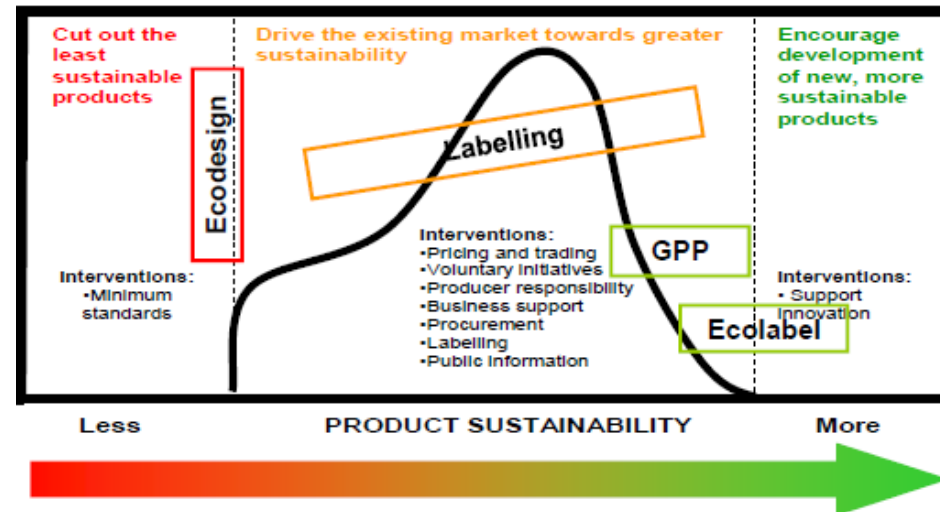 Cut out the
least
sustainable
products
Drive the existing market towards greater
sustainability
Encourage
development
of new, more
sustainable
products
Ecodesign
Labelling
Interventions:
•Minimum
standards
Interventions:
•Pricing and trading
•Voluntary initiatives
•Producer responsibility
•Business support
•Procurement
•Labelling
•Public information
GPP
Interventions:
• Support
innovation
Ecolabel
Less
PRODUCT SUSTAINABILITY
More